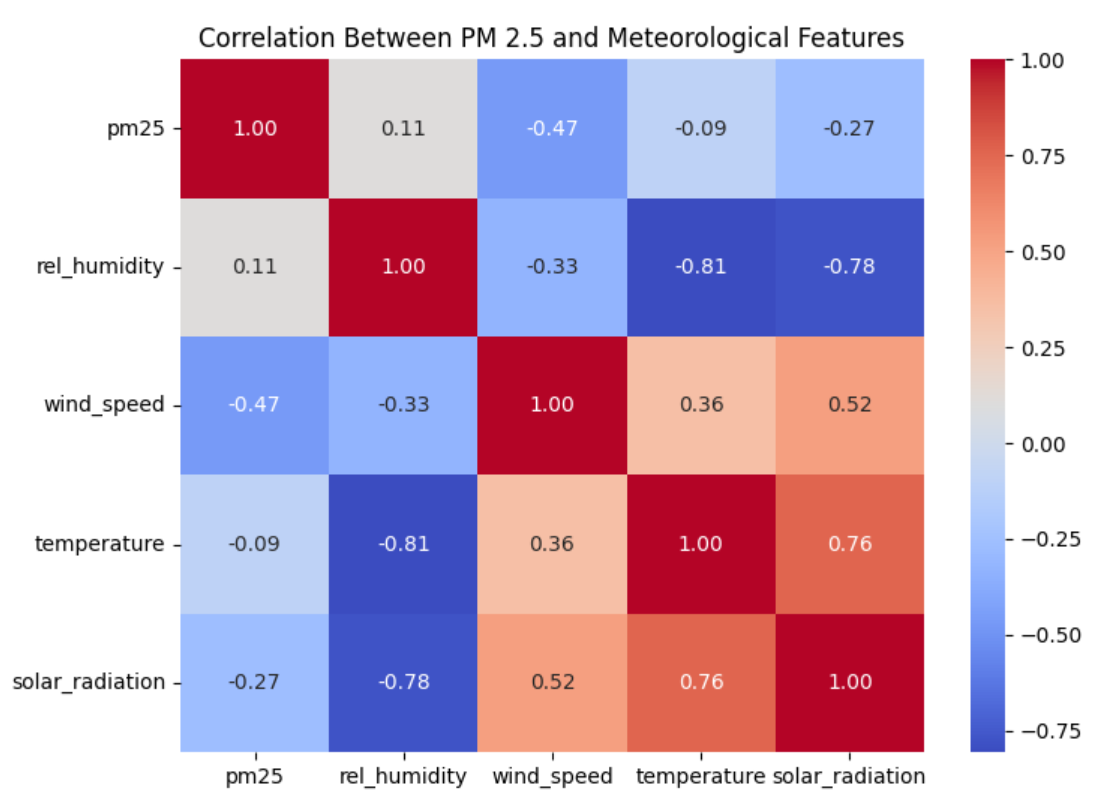 Correlation Between PM 2.5 and Meteorological Features
pm25 1.00 0.11 -0.47 -0.09 -0.27
rel_humidity 0.11 1.00 -0.33 -0.81 -0.78
wind_speed -0.47 -0.33 1.00 0.36 0.52
temperature -0.09 -0.81 0.36 1.00 0.76
solar_radiation -0.27 -0.78 0.52 0.76 1.00
pm25 rel_humidity wind_speed temperature solar_radiation
1.00
0.75
0.50
0.25
0.00
−0.25
−0.50
−0.75